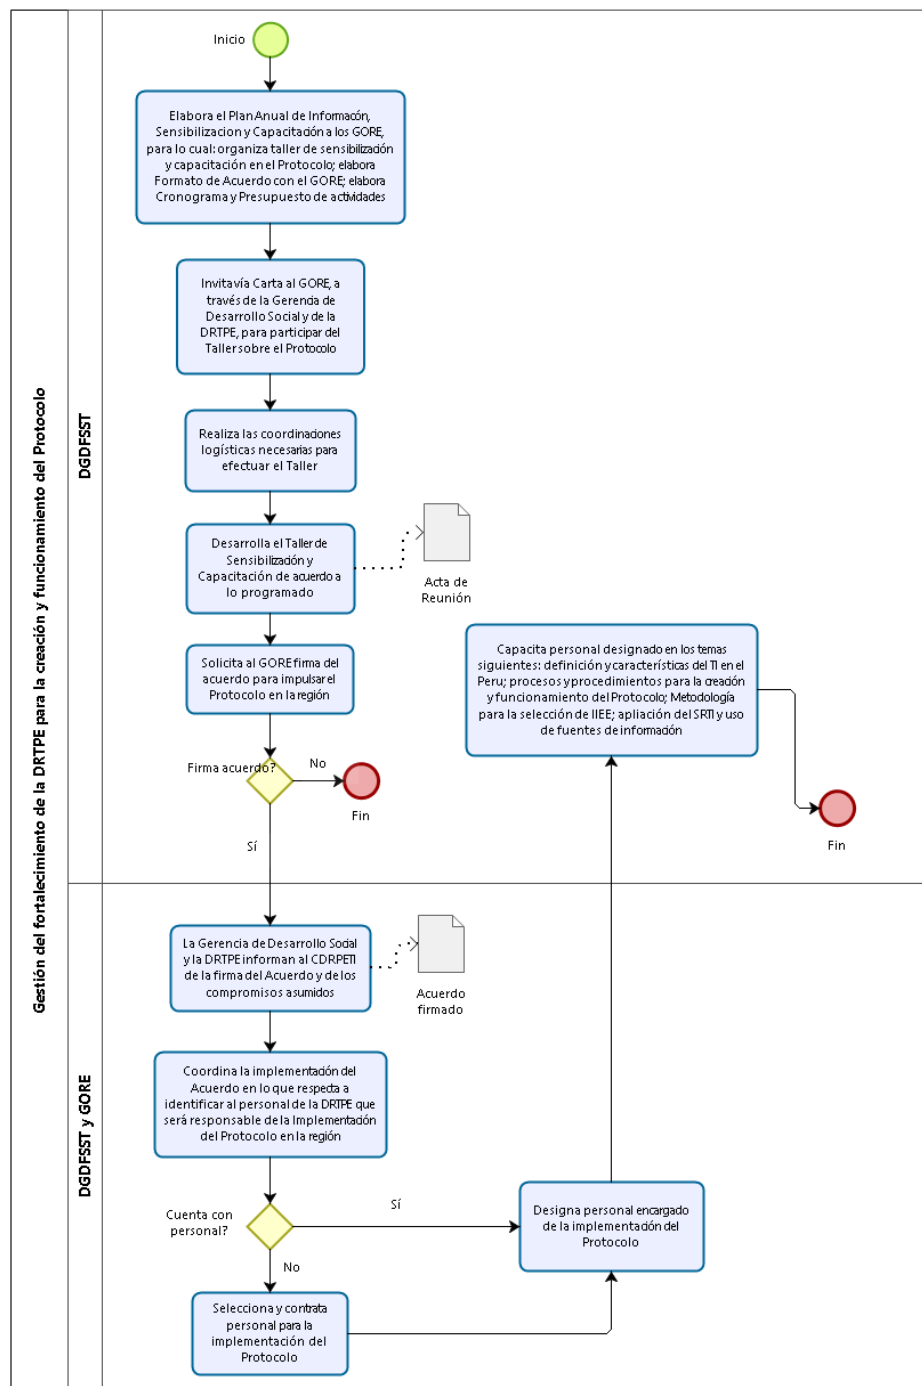 Gestión del fortalecimiento de la DRTPE para la creación y funcionamiento del Protocolo
DGDFSST
Inicio
Elabora el Plan Anual de Informacón,
Sensibilizacion y Capacitación a los GORE,
para lo cual: organiza taller de sensibilización
y capacitación en el Protocolo; elabora
Formato de Acuerdo con el GORE; elabora
Cronograma y Presupuesto de actividades
Invita vía Carta al GORE, a
través de la Gerencia de
Desarrollo Social y de la
DRTPE, para participar del
Taller sobre el Protocolo
Realiza las coordinaciones
logísticas necesarias para
efectuar el Taller
Desarrolla el Taller de
Sensibilización y
Capacitación de acuerdo a
lo programado
Acta de
Reunión
Solicita al GORE firma del
acuerdo para impulsar el
Protocolo en la región
Firma acuerdo?
No
Fin
Sí
Capacita personal designado en los temas
siguientes: definición y características del TI en el
Peru; procesos y procedimientos para la creación
y funcionamiento del Protocolo; Metodología
para la selección de IIEE; apliación del SRTI y uso
de fuentes de información
Fin
DGDFSST y GORE
La Gerencia de Desarrollo Social
y la DRTPE informan al CDRPETI
de la firma del Acuerdo y de los
compromisos asumidos
Acuerdo
firmado
Coordina la implementación del
Acuerdo en lo que respecta a
identificar al personal de la DRTPE que
será responsable de la Implementación
del Protocolo en la región
Cuenta con
personal?
Sí
No
Designa personal encargado
de la implementación del
Protocolo
Selecciona y contrata
personal para la
implementación del
Protocolo